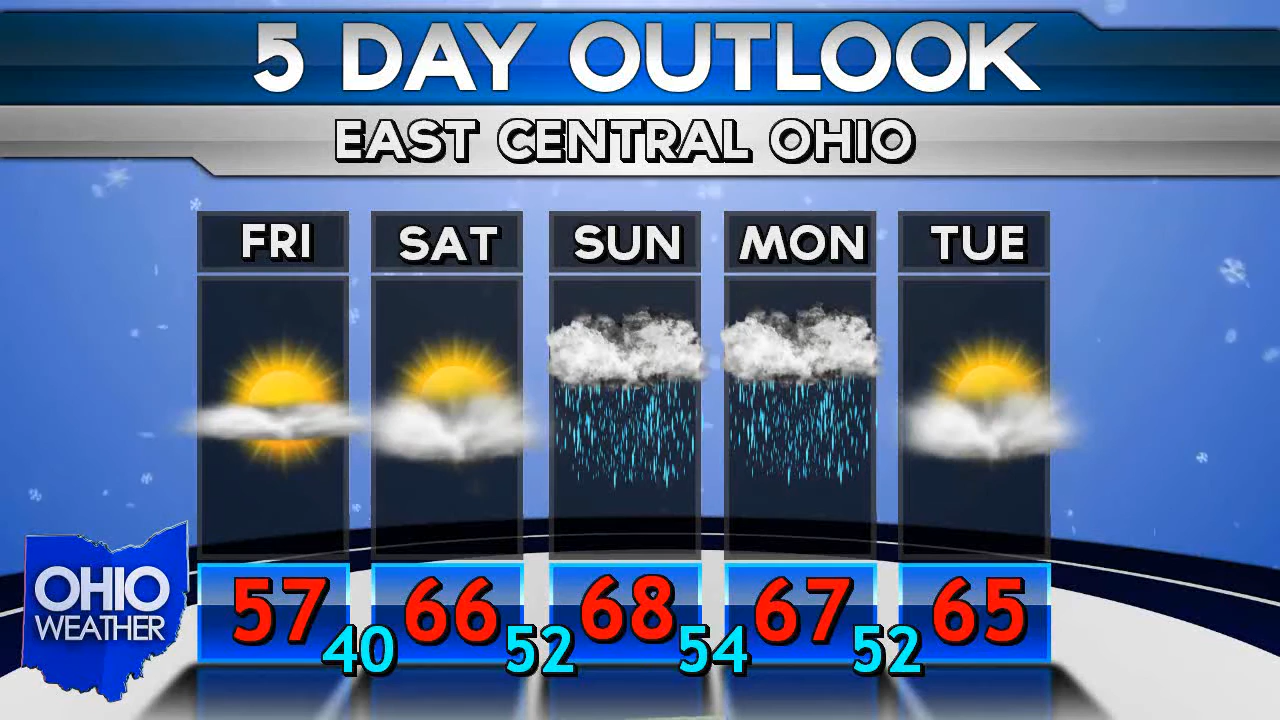 5 DAY OUTLOOK
EAST CENTRAL OHIO
FRI SAT SUN MON TUE
57 66 68 67 65
40 52 54 52
OHIO
WEATHER